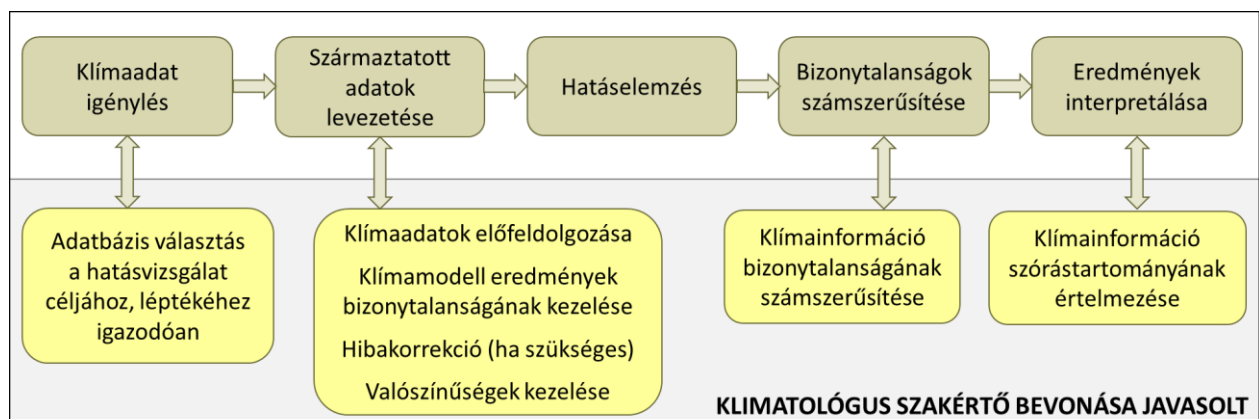 Klímaadat
igénylés
Származtatott
adatok
levezetése
Hatáselemzés
Bizonytalanságok
számszerűsítése
Eredmények
interpretálása
Adatbázis választás
a hatásvizsgálat
céljához, léptékéhez
igazodóan
Klímaadatok előfeldolgozása
Klímamodell eredmények
bizonytalanságának kezelése
Hibakorrekció (ha szükséges)
Valószínűségek kezelése
Klímainformáció
bizonytalanságának
számszerűsítése
Klímainformáció
szórástartományának
értelmezése
KLIMATOLÓGUS SZAKÉRTŐ BEVONÁSA JAVASOLT